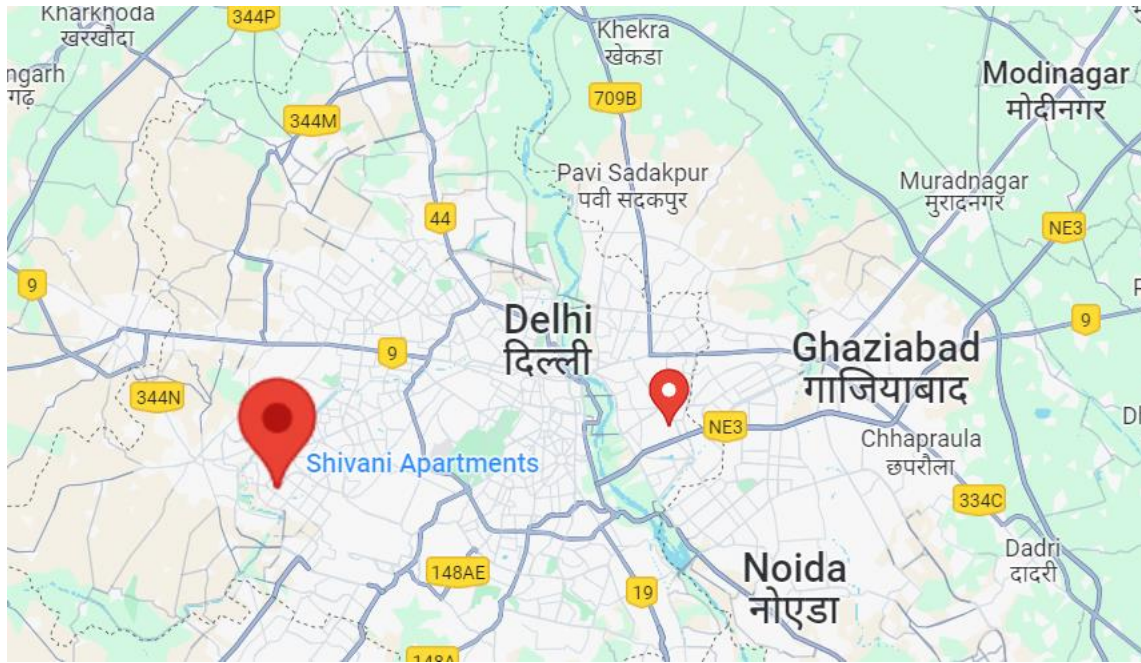 Kharkhoda
खरखौदा
344P
Khekra
खेकडा
ngarh
गढ़
Modinagar
मोदीनगर
709B
344M
Pavi Sadakpur
पवी सदकपुर
Muradnagar
मुरादनगर
44
NE3
9
Delhi
दिल्ली
9
9
Ghaziabad
गाजियाबाद
344N
NE3
Shivani Apartments
Chhapraula
छपरौला
334C
Dadri
दादरी
148AE
Noida
नोएडा
19
148A